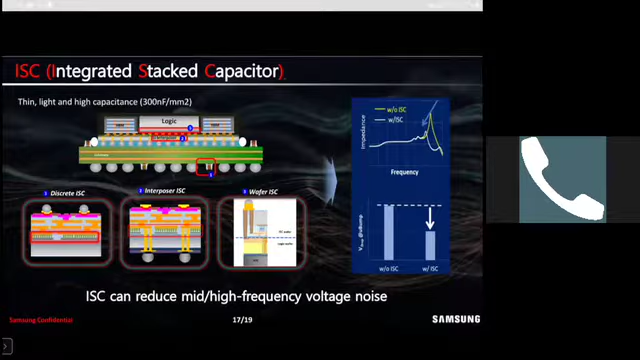 ISC (Integrated Stacked Capacitor)
Thin, light and high capacitance (300nF/mm2)
Logic
Discrete ISC
Interposer ISC
Wafer ISC
w/o ISC
w/ISC
Impedance
Frequency
w/o ISC
w/ ISC
ISC can reduce mid/high-frequency voltage noise
Samsung Confidential
17/19
SAMSUNG